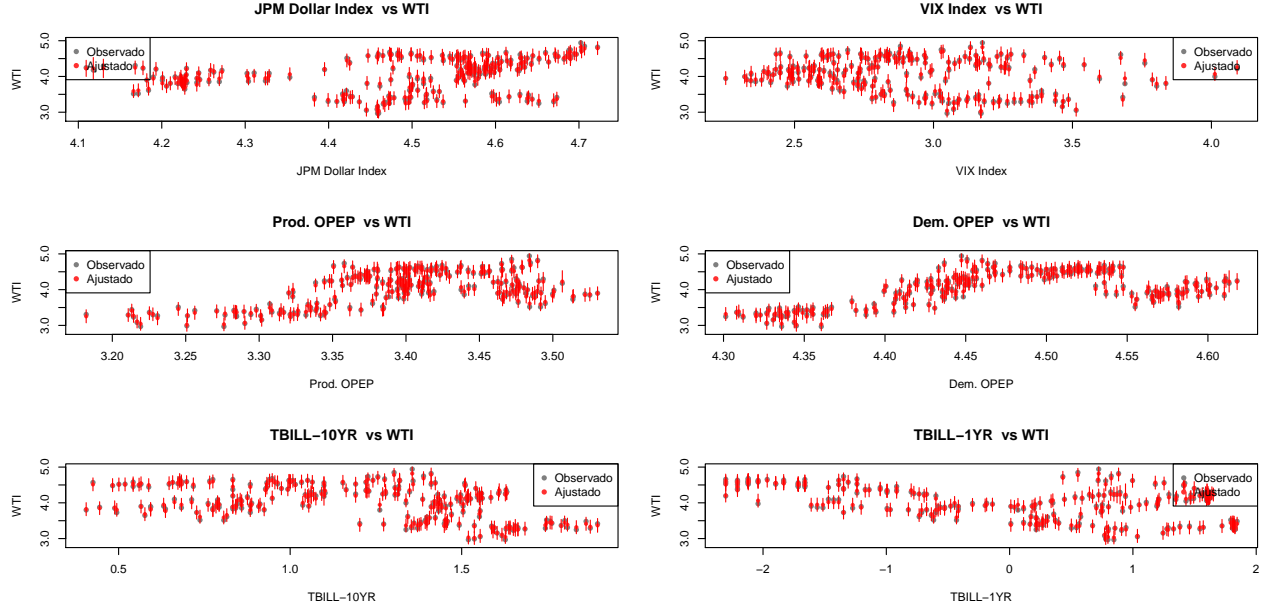 JPM Dollar Index  vs WTI
WTI
5.0
4.0
3.0
Observado
Ajustado
4.1 4.2 4.3 4.4 4.5 4.6 4.7
JPM Dollar Index
VIX Index  vs WTI
WTI
5.0
4.0
3.0
Observado
Ajustado
2.5 3.0 3.5 4.0
VIX Index
Prod. OPEP  vs WTI
WTI
5.0
4.0
3.0
Observado
Ajustado
3.20 3.25 3.30 3.35 3.40 3.45 3.50
Prod. OPEP
Dem. OPEP  vs WTI
WTI
5.0
4.0
3.0
Observado
Ajustado
4.30 4.35 4.40 4.45 4.50 4.55 4.60
Dem. OPEP
TBILL−10YR  vs WTI
WTI
5.0
4.0
3.0
Observado
Ajustado
0.5 1.0 1.5
TBILL−10YR
TBILL−1YR  vs WTI
WTI
5.0
4.0
3.0
Observado
Ajustado
−2 −1 0 1 2
TBILL−1YR